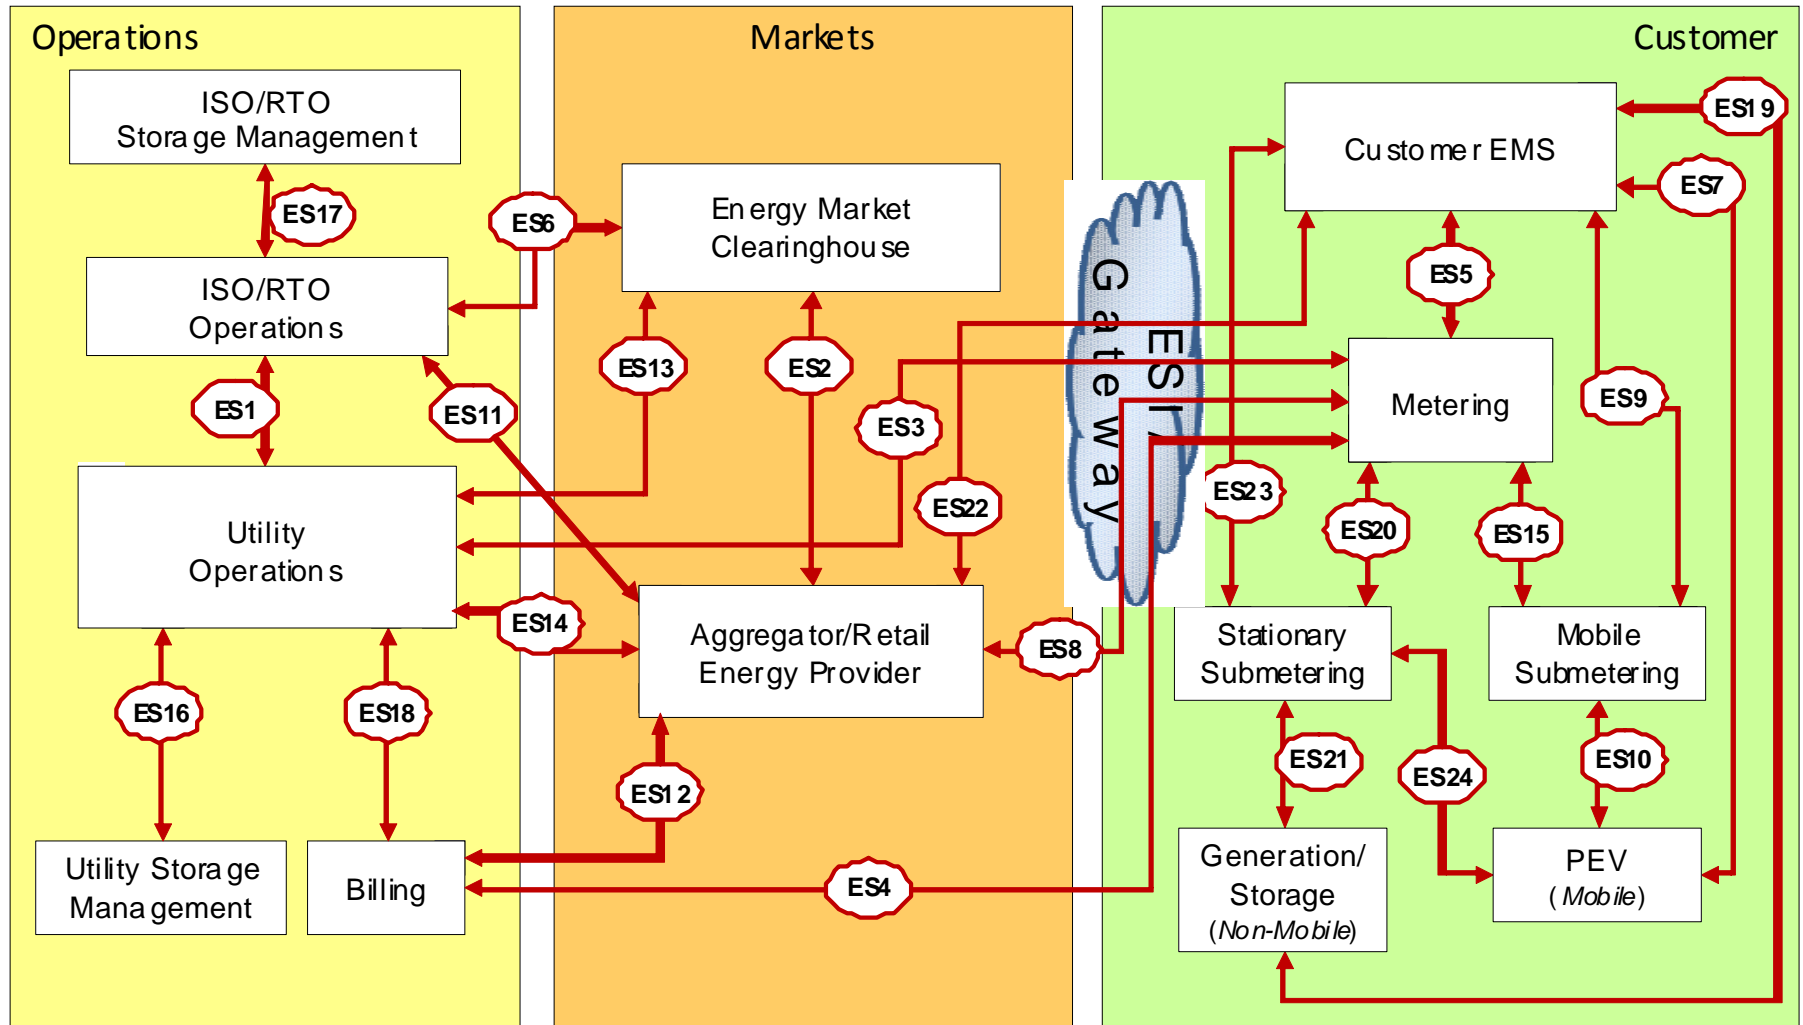 Operations
Markets
Customer
ISO/RTO
Storage Management
ES17
ISO/RTO
Operations
ES1
ES11
Utility
Operations
ES14
ES16
ES18
Utility Storage
Management
Billing
ES6
Energy Market
Clearinghouse
ES13
ES2
ES3
ES22
Aggregator/Retail
Energy Provider
ES8
ES12
ES4
ESI /
Gateway
Customer EMS
ES19
ES7
ES5
Metering
ES9
ES23
ES20
ES15
Stationary
Submetering
Mobile
Submetering
ES21
ES24
ES10
Generation/
Storage
(Non-Mobile)
PEV
(Mobile)